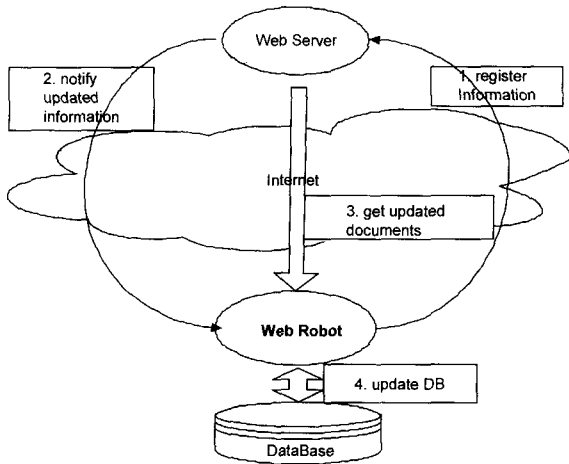 Web Server
2. notify
updated
information
1. register
Information
Internet
3. get updated
documents
Web Robot
4. update DB
DataBase